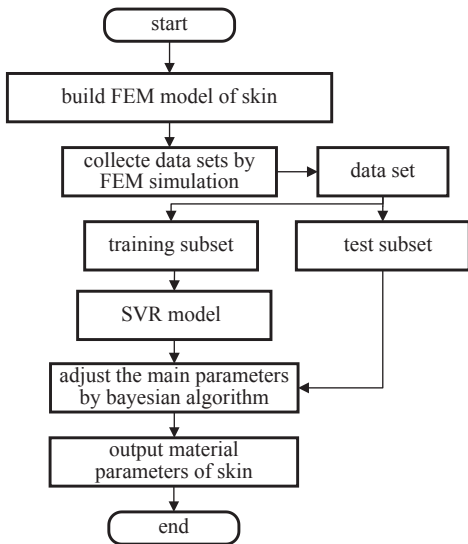 start
build FEM model of skin
collecte data sets by
FEM simulation
data set
training subset
test subset
SVR model
adjust the main parameters
by bayesian algorithm
output material
parameters of skin
end